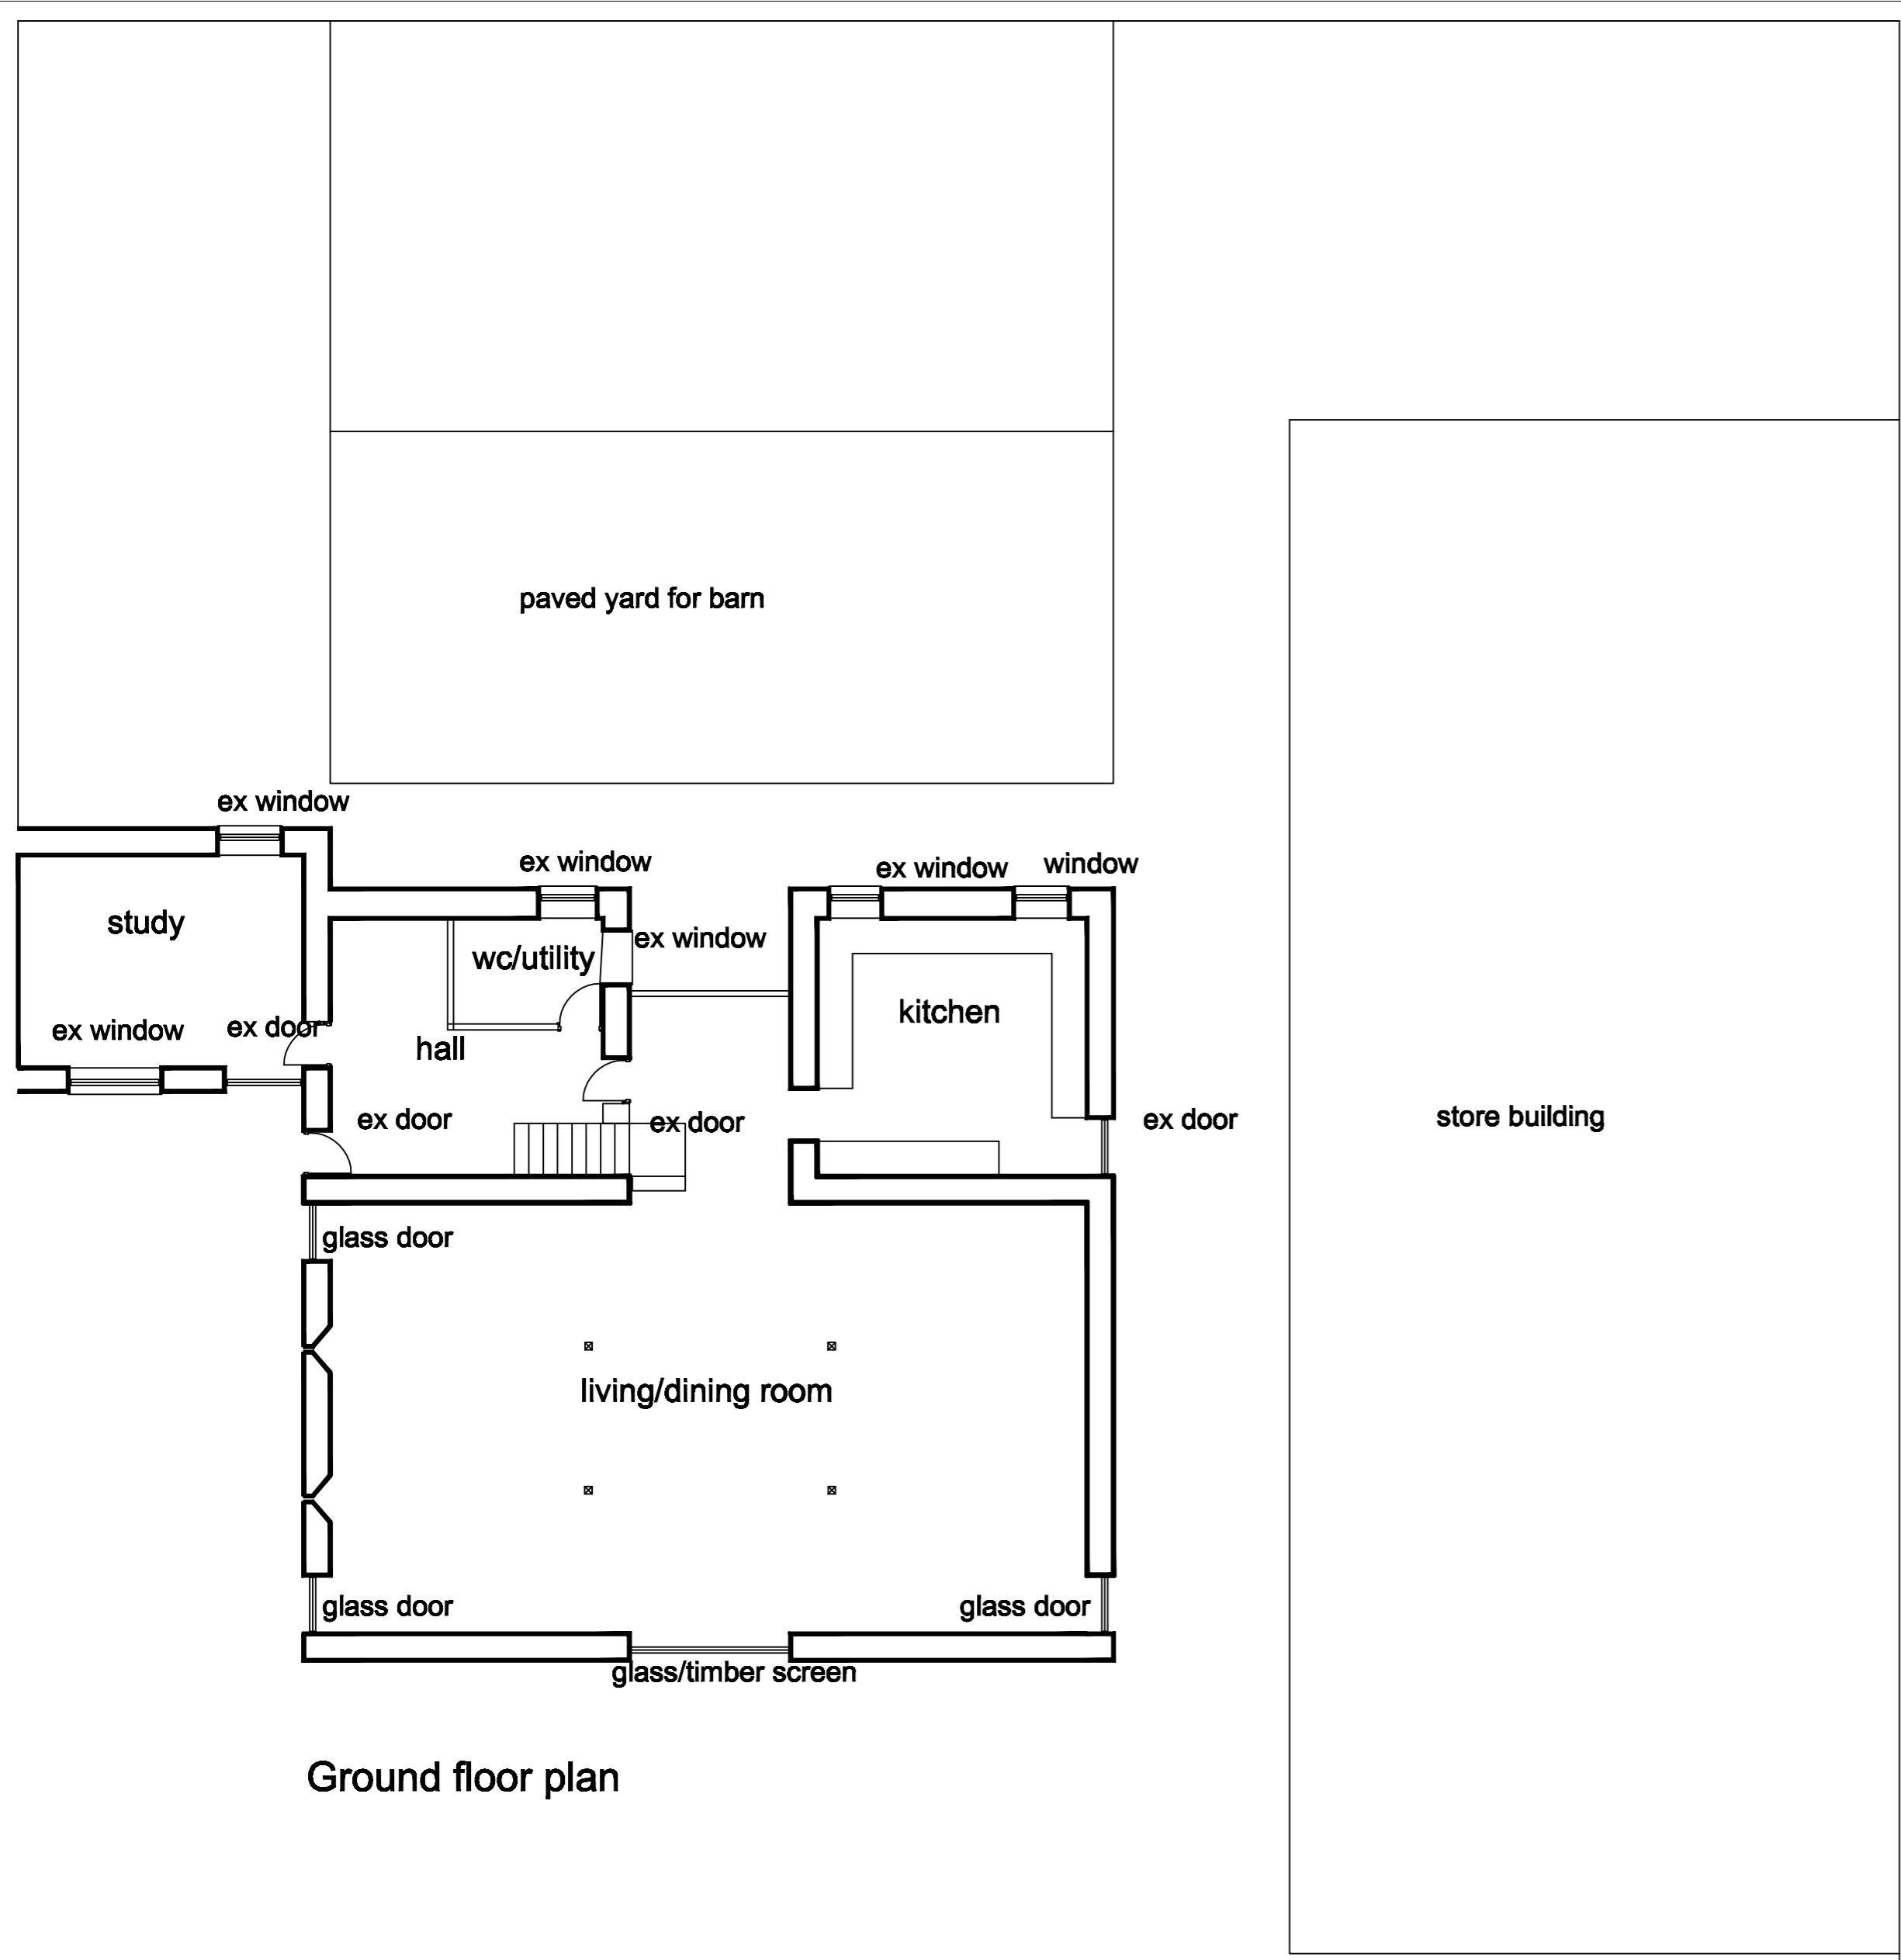 paved yard for barn
ex window
ex window
ex window
window
study
ex window
wc/utility
kitchen
ex window
ex door
hall
ex door
ex door
ex door
store building
glass door
living/dining room
glass door
glass door
glass/timber screen
Ground floor plan